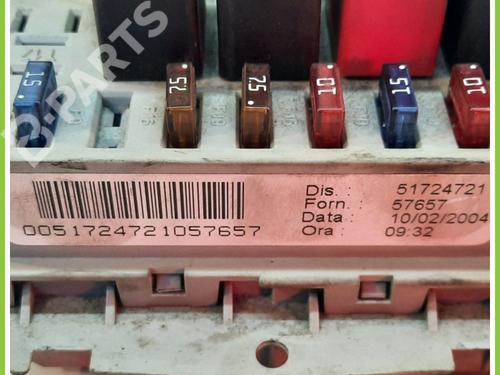 B-PARTS
15
7.5
7.5
10
15
10
Dis. : 51724721
Forn. : 57657
Data : 10/02/2004
Ora : 09:32
0051724721057657